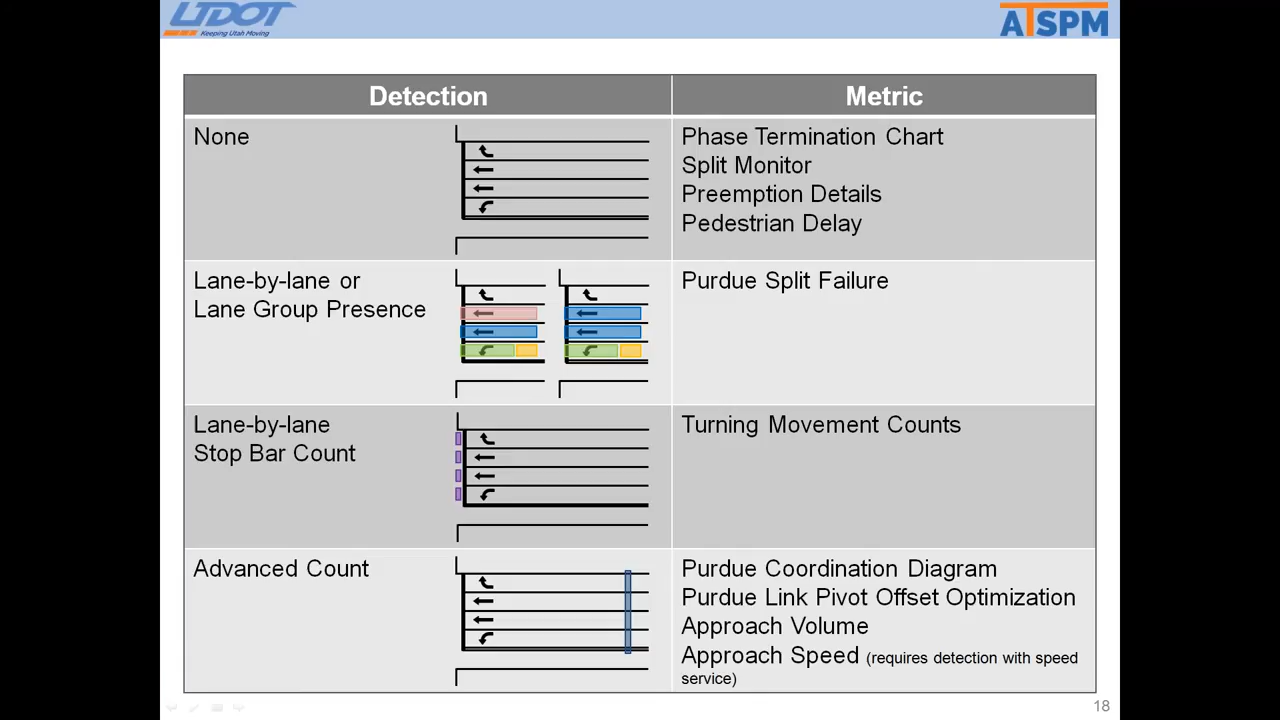 UDOT
Keeping Utah Moving
ATSPM
Detection
Metric
None
Phase Termination Chart
Split Monitor
Preemption Details
Pedestrian Delay
Lane-by-lane or
Lane Group Presence
Purdue Split Failure
Lane-by-lane
Stop Bar Count
Turning Movement Counts
Advanced Count
Purdue Coordination Diagram
Purdue Link Pivot Offset Optimization
Approach Volume
Approach Speed (requires detection with speed
service)
18